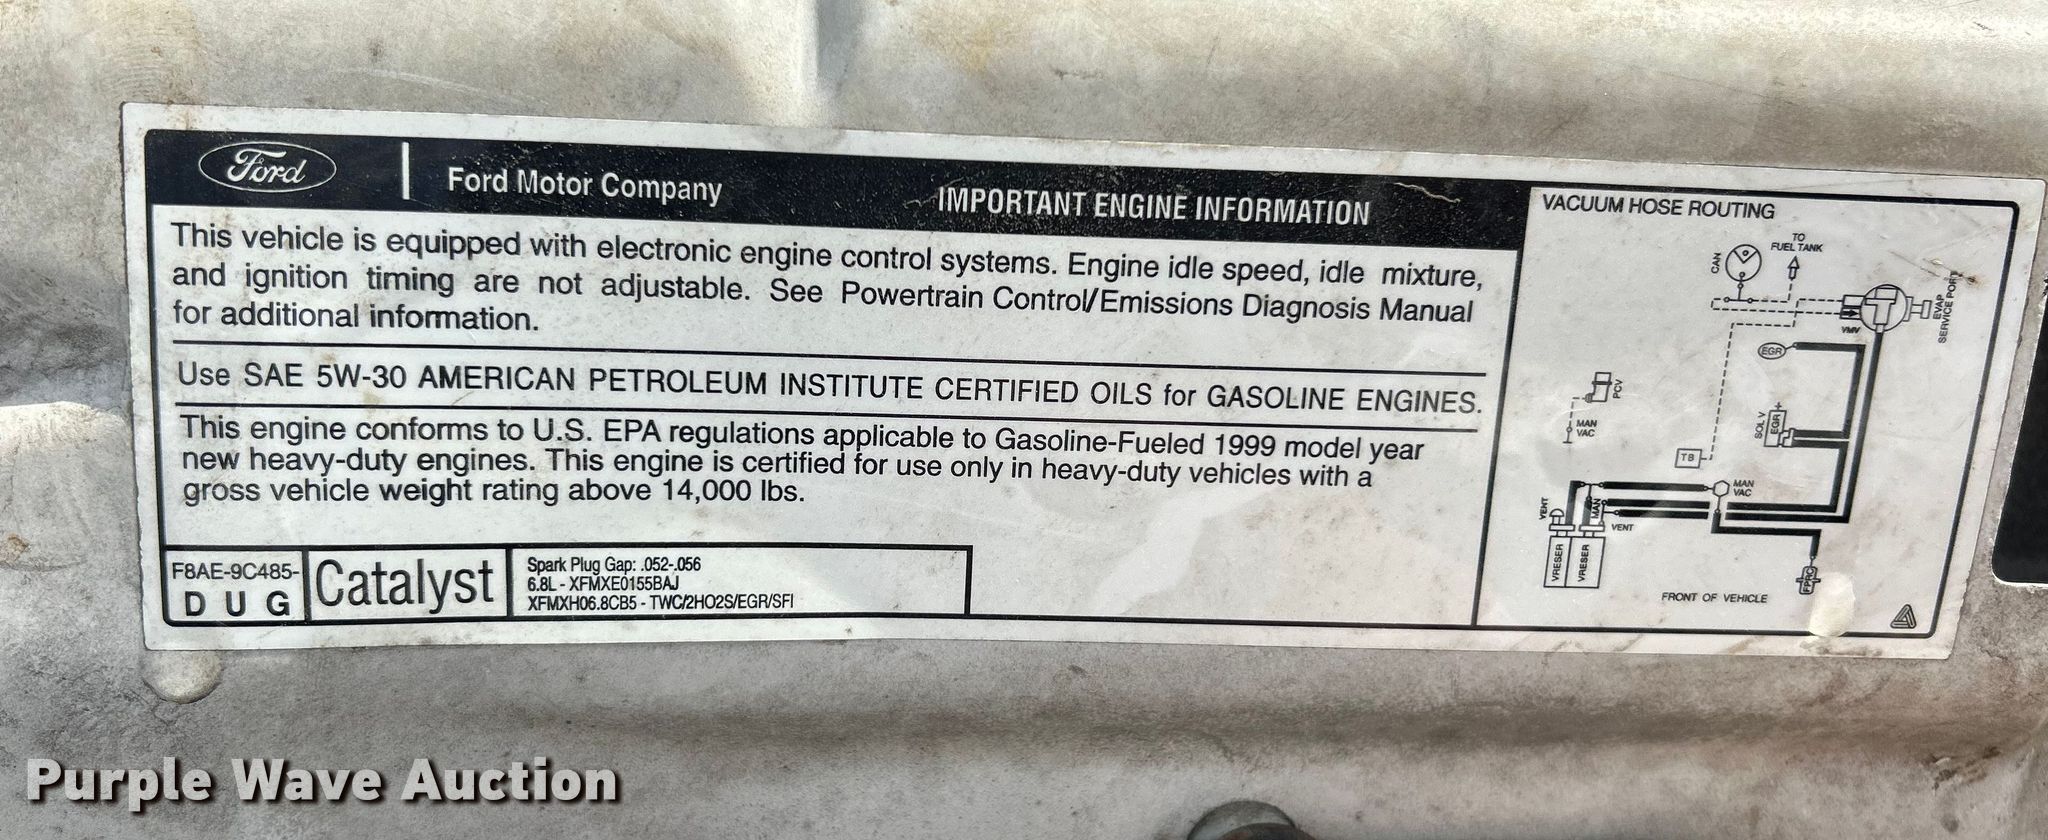 Ford
Ford Motor Company
IMPORTANT ENGINE INFORMATION
This vehicle is equipped with electronic engine control systems. Engine idle speed, idle mixture,
and ignition timing are not adjustable. See Powertrain Control/Emissions Diagnosis Manual
for additional information.
Use SAE 5W-30 AMERICAN PETROLEUM INSTITUTE CERTIFIED OILS for GASOLINE ENGINES.
This engine conforms to U.S. EPA regulations applicable to Gasoline-Fueled 1999 model year
new heavy-duty engines. This engine is certified for use only in heavy-duty vehicles with a
gross vehicle weight rating above 14,000 lbs.
F8AE-9C485-
D U G
Catalyst
Spark Plug Gap: .052-.056
6.8L - XFMXE0155BAJ
XFMXH06.8CB5 - TWC/2HO2S/EGR/SFI
VACUUM HOSE ROUTING
CAN
TO
FUEL TANK
VMV
EVAP
SERVICE PORT
EGR
PCV
MAN
VAC
SOL V
EGR
TB
MAN
VAC
VENT
MAN
VENT
VRESER
VRESER
FPRC
FRONT OF VEHICLE
Purple Wave Auction